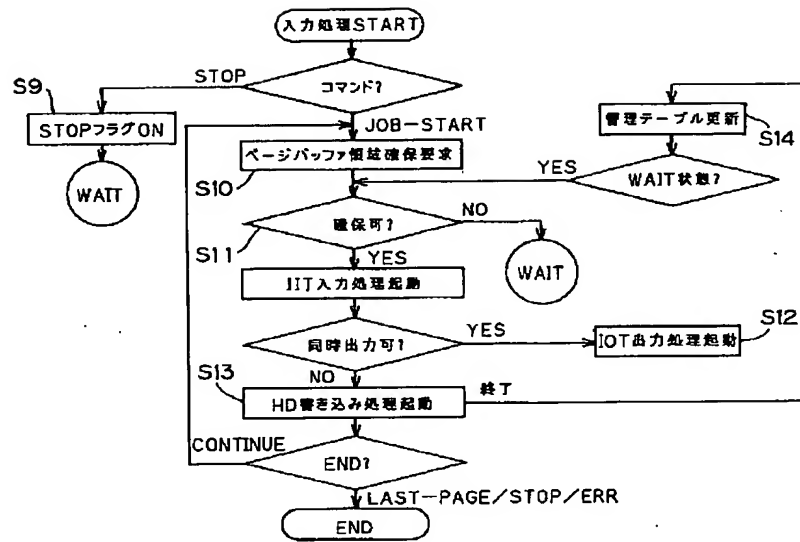 入力処理START
STOP
コマンド?
S9
STOPフラグON
JOB-START
管理テーブル更新
S14
ページバッファ領域確保要求
WAIT
S10
YES
WAIT状態?
確保可?
NO
S11
YES
WAIT
IIT入力処理起動
同時出力可?
YES
S12
IOT出力処理起動
S13
NO
終了
HD書き込み処理起動
CONTINUE
END?
LAST-PAGE/STOP/ERR
END